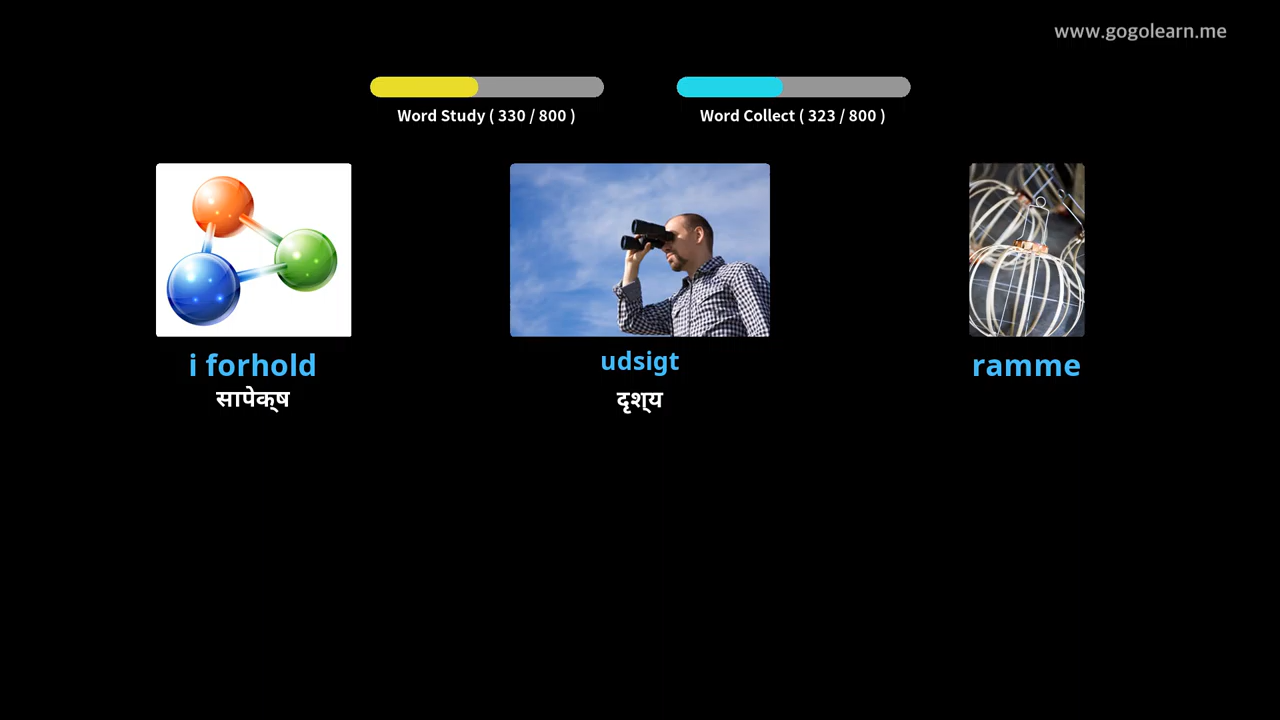 www.gogolearn.me
Word Study ( 330 / 800 )
Word Collect ( 323 / 800 )
i forhold
सापेक्ष
udsigt
दृश्य
ramme